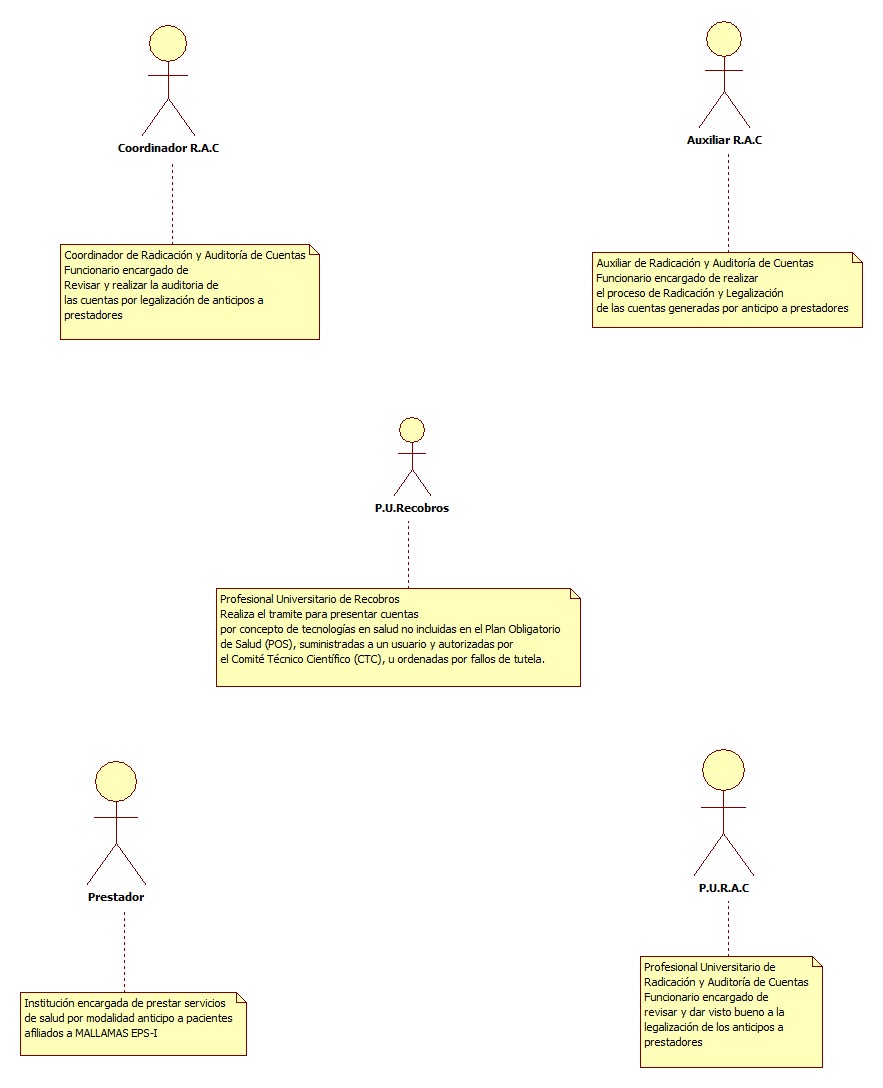 Coordinador R.A.C
Coordinador de Radicación y Auditoría de Cuentas
Funcionario encargado de
Revisar y realizar la auditoria de
las cuentas por legalización de anticipos a
prestadores
Auxiliar R.A.C
Auxiliar de Radicación y Auditoría de Cuentas
Funcionario encargado de realizar
el proceso de Radicación y Legalización
de las cuentas generadas por anticipo a prestadores
P.U.Recobros
Profesional Universitario de Recobros
Realiza el tramite para presentar cuentas
por concepto de tecnologías en salud no incluidas en el Plan Obligatorio
de Salud (POS), suministradas a un usuario y autorizadas por
el Comité Técnico Científico (CTC), u ordenadas por fallos de tutela.
Prestador
Institución encargada de prestar servicios
de salud por modalidad anticipo a pacientes
afiliados a MALLAMAS EPS-I
P.U.R.A.C
Profesional Universitario de
Radicación y Auditoría de Cuentas
Funcionario encargado de
revisar y dar visto bueno a la
legalización de los anticipos a
prestadores